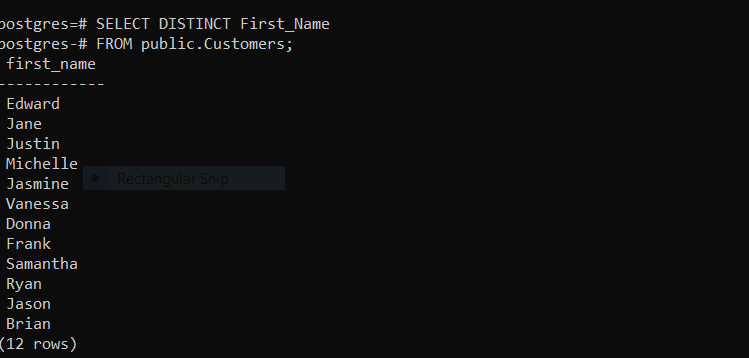 postgres=# SELECT DISTINCT First_Name
postgres-# FROM public.Customers;
first_name
------------
Edward
Jane
Justin
Michelle
Jasmine
Rectangular Snip
Vanessa
Donna
Frank
Samantha
Ryan
Jason
Brian
(12 rows)